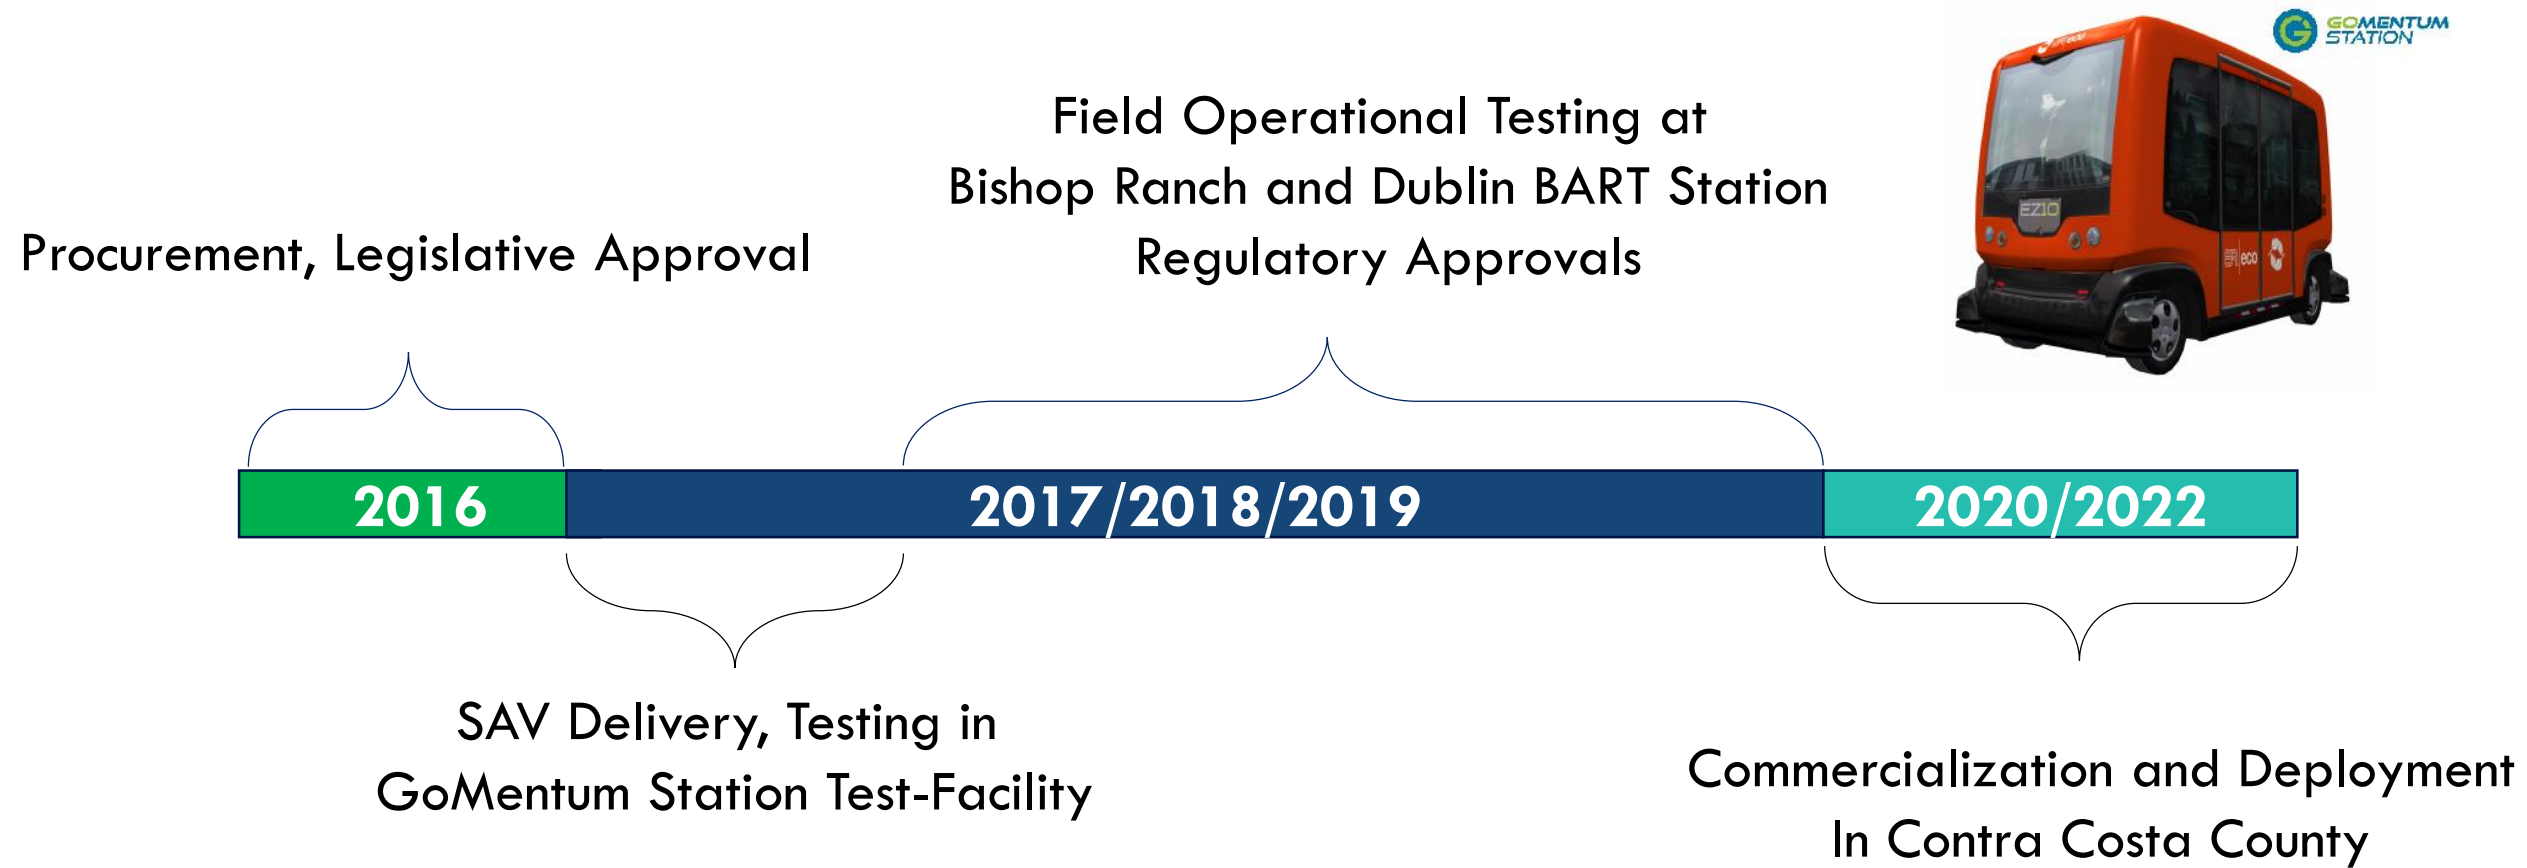 GOMENTUM
STATION
Field Operational Testing at
Bishop Ranch and Dublin BART Station
Regulatory Approvals
Procurement, Legislative Approval
EZ10
eco
2016
2017/2018/2019
2020/2022
SAV Delivery, Testing in
GoMentum Station Test-Facility
Commercialization and Deployment
In Contra Costa County